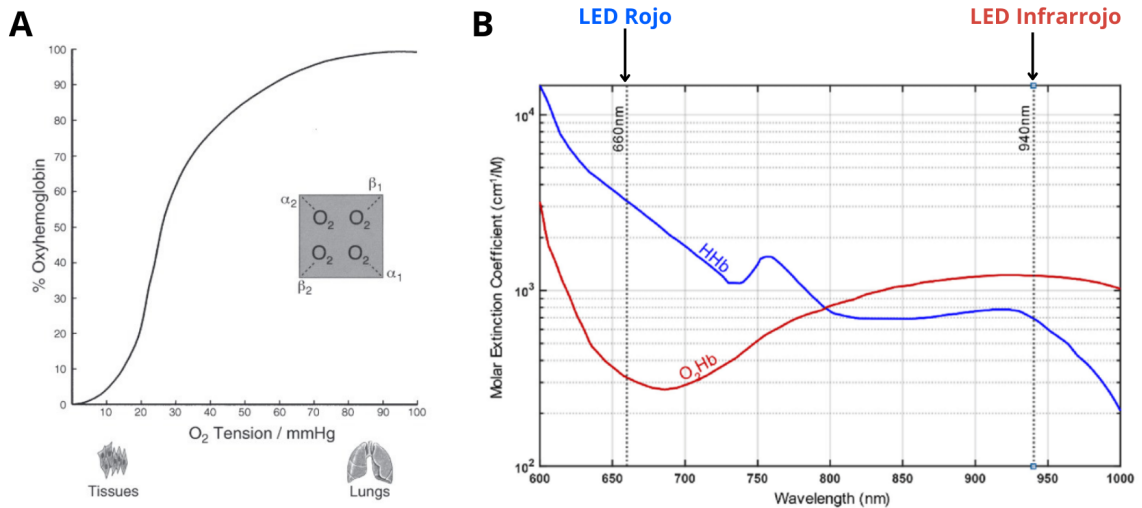 A
100
90
80
70
60
50
40
30
20
10
0
% Oxyhemoglobin
10 20 30 40 50 60 70 80 90 100
O2 Tension / mmHg
α2
β1
O2 O2
O2 O2
β2
α1
Tissues
Lungs
B
LED Rojo
LED Infrarrojo
660nm
940nm
10⁴
10³
10²
Molar Extinction Coefficient (cm¹/M)
HHb
O2Hb
600 650 700 750 800 850 900 950 1000
Wavelength (nm)